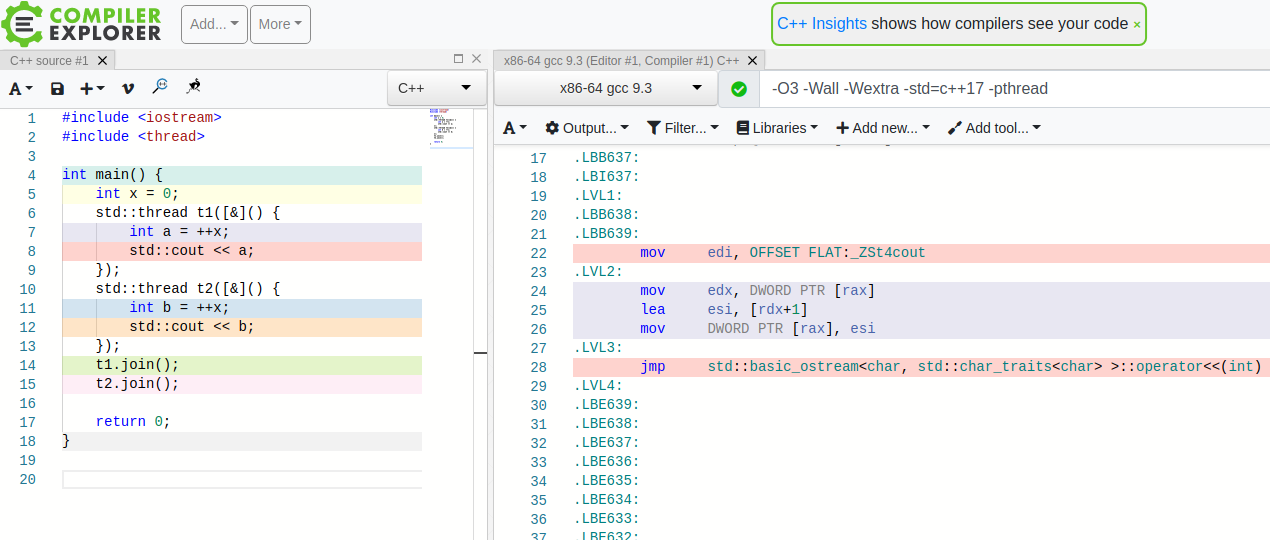 COMPILER
EXPLORER
Add...
More
C++ Insights shows how compilers see your code ×
C++ source #1 X
x86-64 gcc 9.3 (Editor #1, Compiler #1) C++ X
A
C++
x86-64 gcc 9.3
-O3 -Wall -Wextra -std=c++17 -pthread
A
Output...
Filter...
Libraries
Add new...
Add tool...
1 #include <iostream>
2 #include <thread>
3
4 int main() {
5     int x = 0;
6     std::thread t1([&]() {
7         int a = ++x;
8         std::cout << a;
9     });
10     std::thread t2([&]() {
11         int b = ++x;
12         std::cout << b;
13     });
14     t1.join();
15     t2.join();
16
17     return 0;
18 }
19
20
17 .LBB637:
18 .LBI637:
19 .LVL1:
20 .LBB638:
21 .LBB639:
22         mov     edi, OFFSET FLAT:_ZSt4cout
23 .LVL2:
24         mov     edx, DWORD PTR [rax]
25         lea     esi, [rdx+1]
26         mov     DWORD PTR [rax], esi
27 .LVL3:
28         jmp     std::basic_ostream<char, std::char_traits<char> >::operator<<(int)
29 .LVL4:
30 .LBE639:
31 .LBE638:
32 .LBE637:
33 .LBE636:
34 .LBE635:
35 .LBE634:
36 .LBE633:
37 .LBE632: